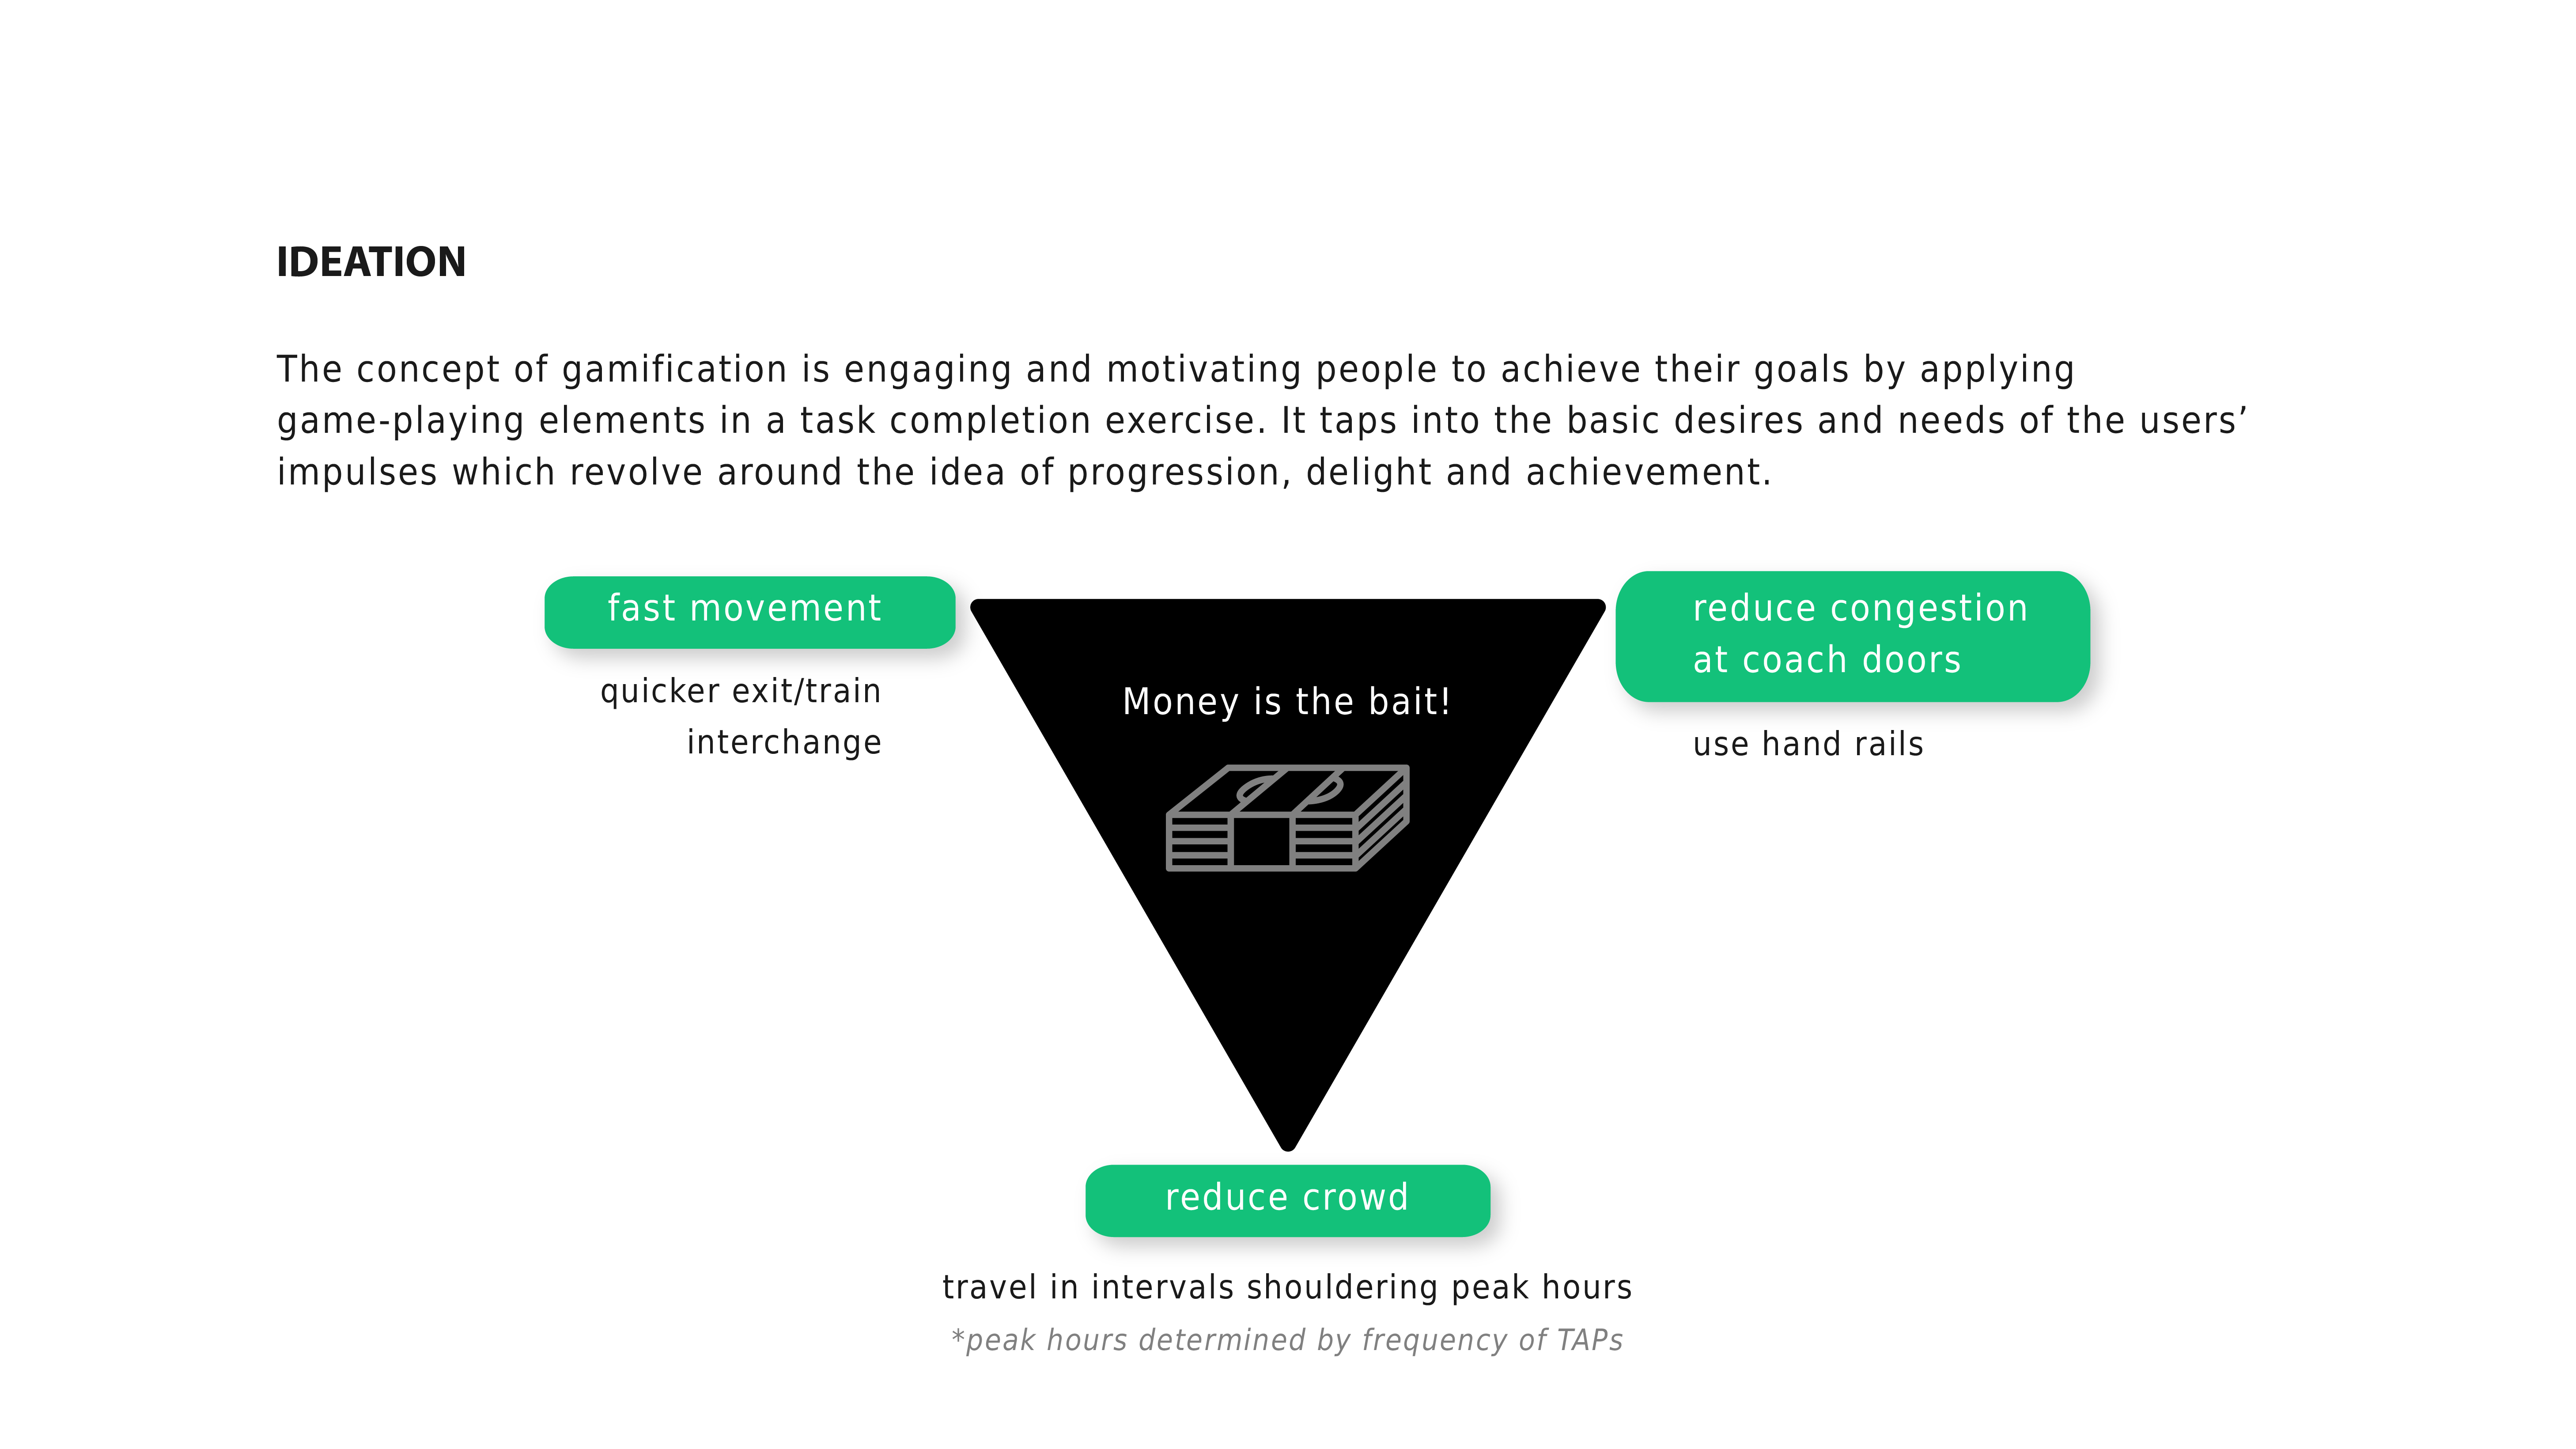 IDEATION
The concept of gamification is engaging and motivating people to achieve their goals by applying
game-playing elements in a task completion exercise. It taps into the basic desires and needs of the users’
impulses which revolve around the idea of progression, delight and achievement.
fast movement
quicker exit/train
interchange
Money is the bait!
reduce congestion
at coach doors
use hand rails
reduce crowd
travel in intervals shouldering peak hours
*peak hours determined by frequency of TAPs